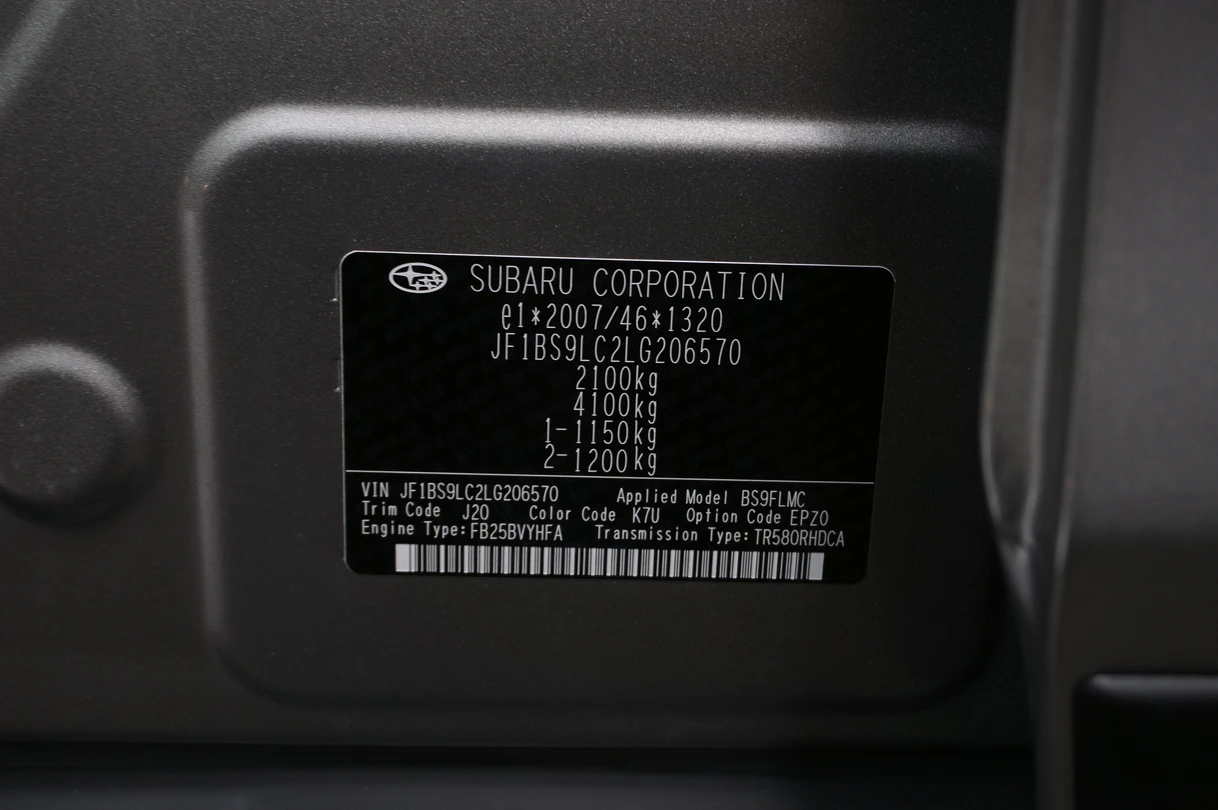 SUBARU CORPORATION
e1*2007/46*1320
JF1BS9LC2LG206570
2100kg
4100kg
1-1150kg
2-1200kg
VIN JF1BS9LC2LG206570 Applied Model BS9FLMC
Trim Code J20 Color Code K7U Option Code EPZ0
Engine Type:FB25BVYHFA Transmission Type:TR580RHDCA